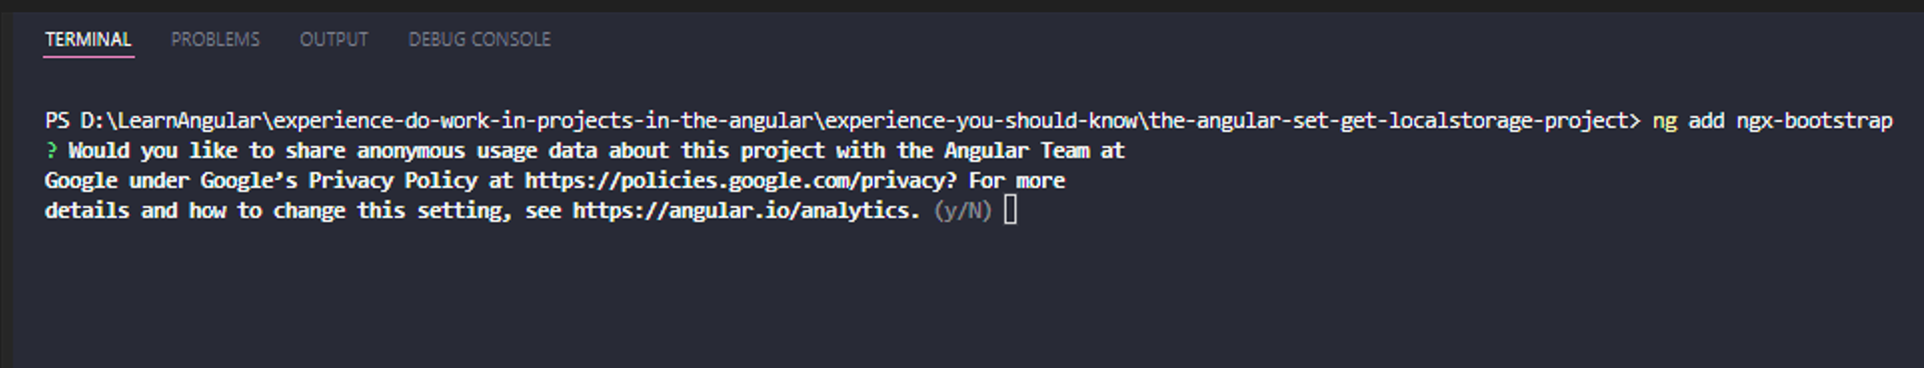 TERMINAL PROBLEMS OUTPUT DEBUG CONSOLE
PS D:\LearnAngular\experience-do-work-in-projects-in-the-angular\experience-you-should-know\the-angular-set-get-localstorage-project> ng add ngx-bootstrap
? Would you like to share anonymous usage data about this project with the Angular Team at
Google under Google’s Privacy Policy at https://policies.google.com/privacy? For more
details and how to change this setting, see https://angular.io/analytics. (y/N)